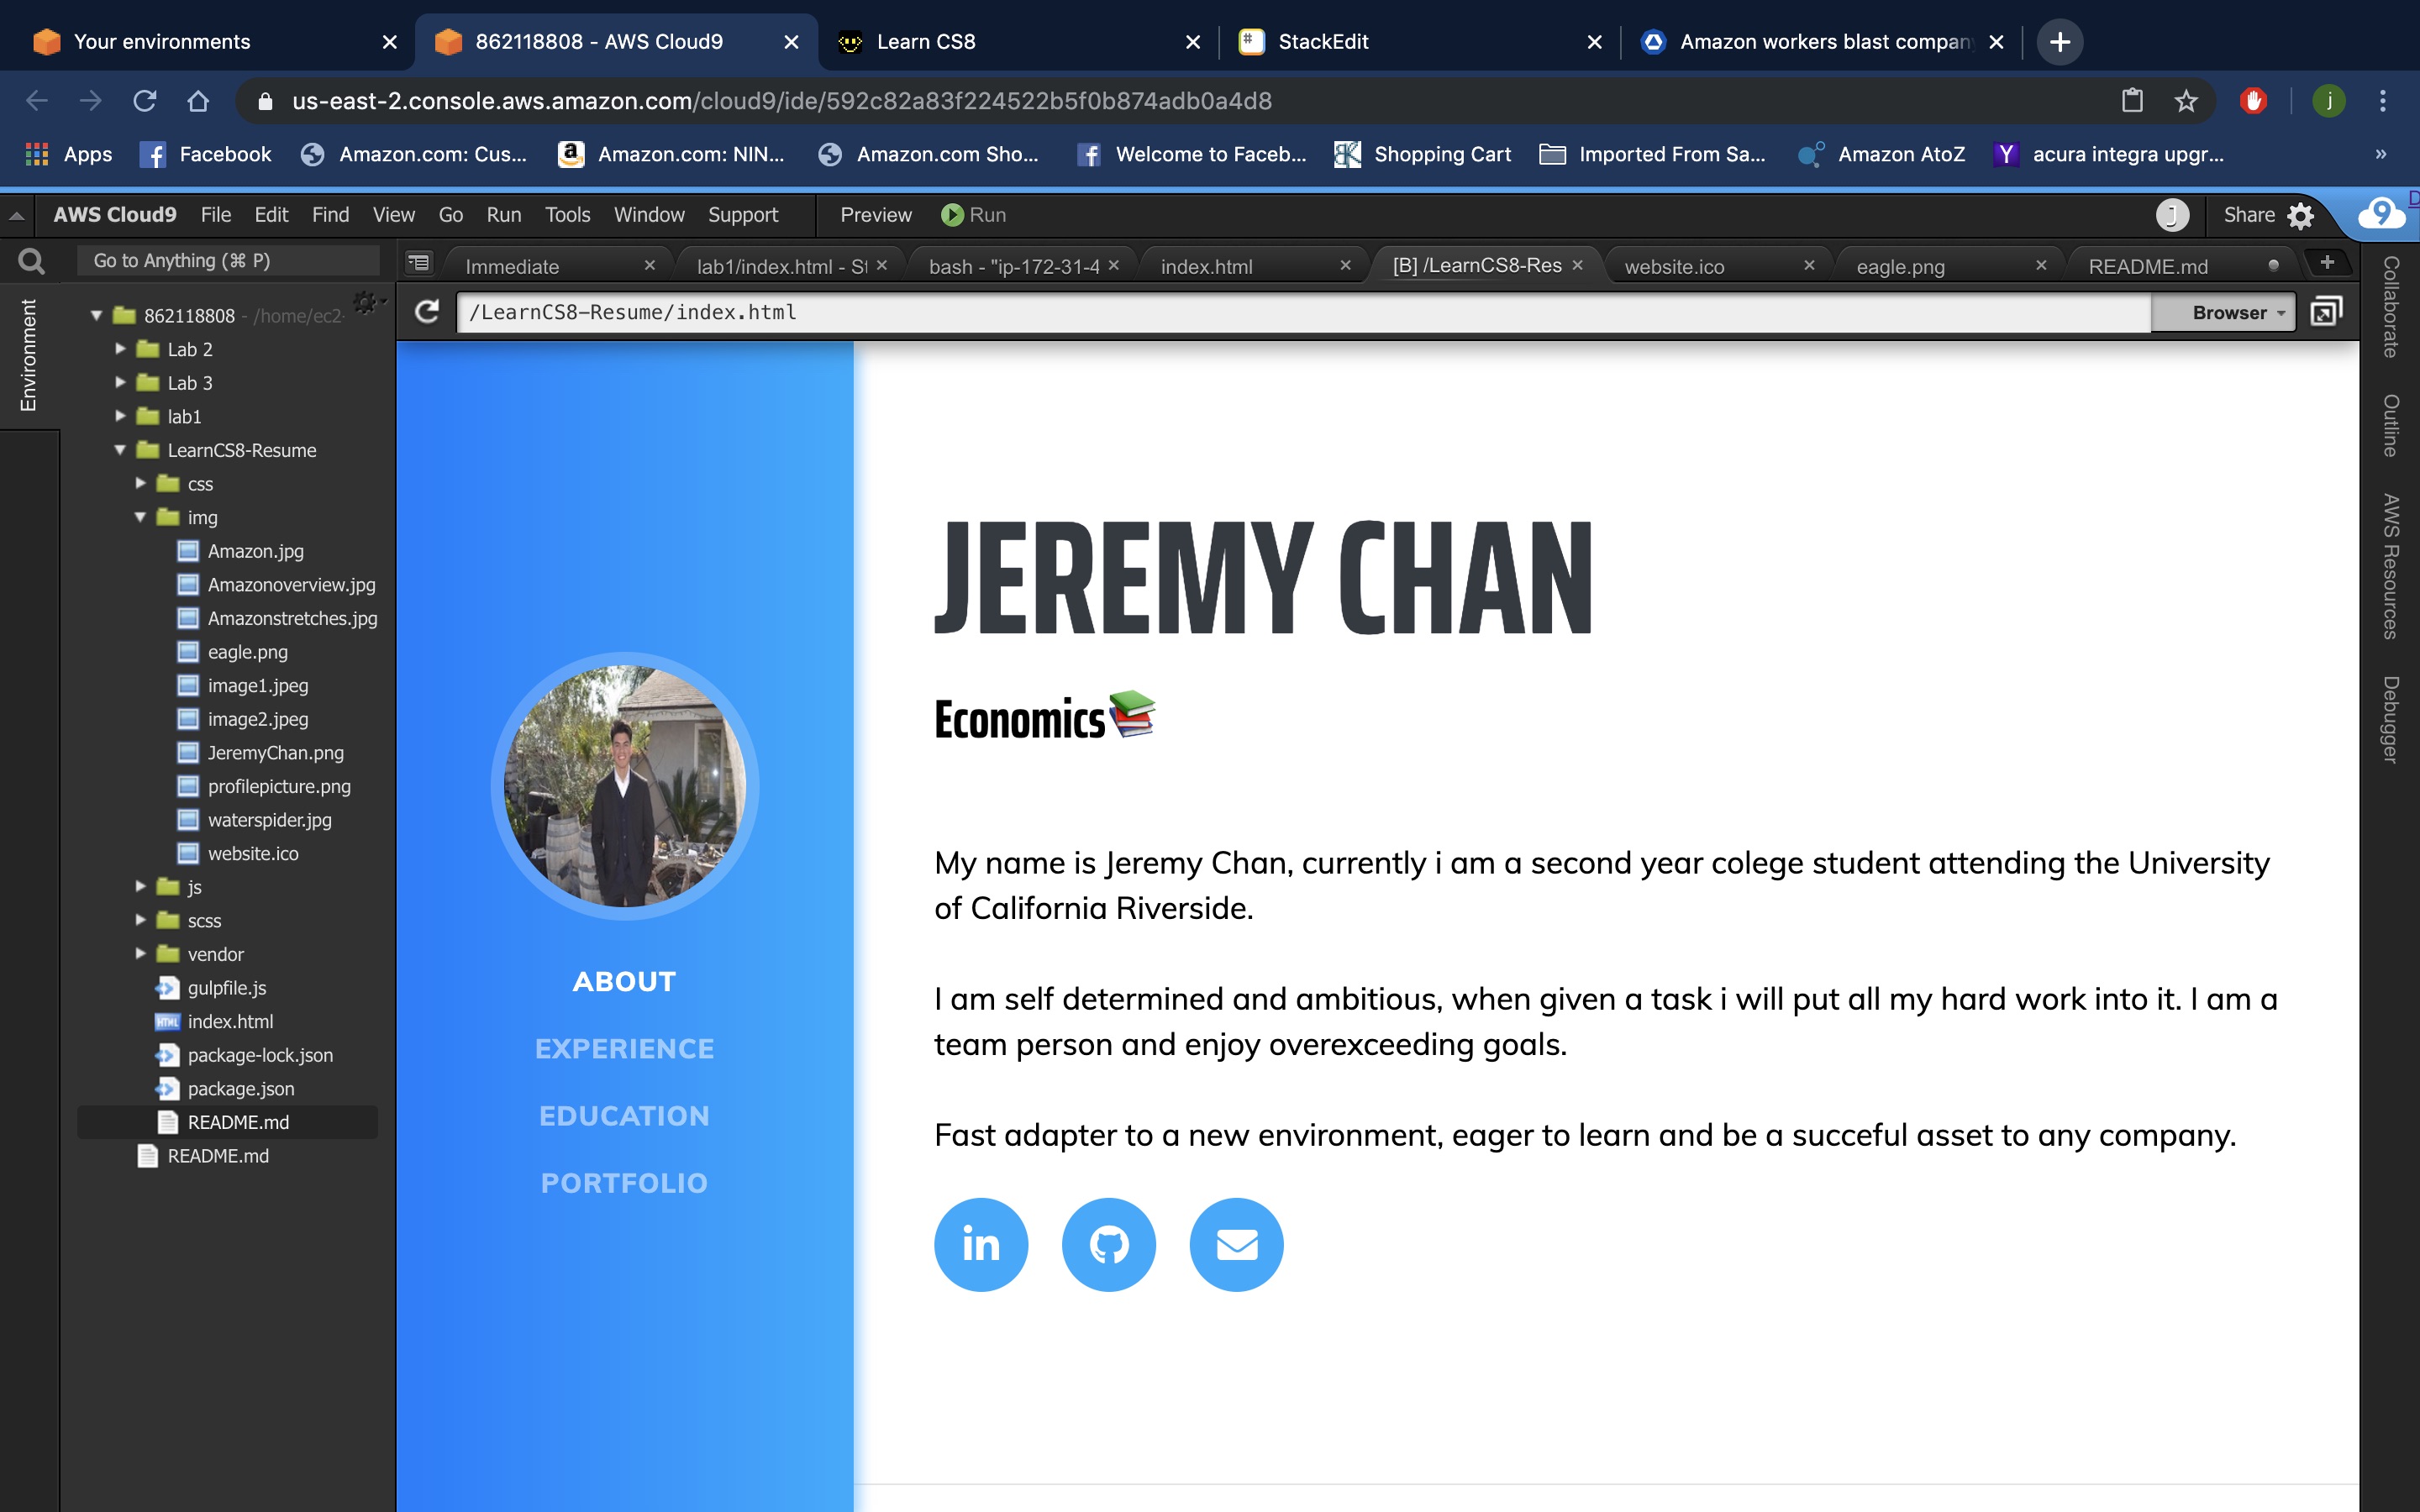 Your environments
862118808 - AWS Cloud9
Learn CS8
StackEdit
Amazon workers blast company
us-east-2.console.aws.amazon.com/cloud9/ide/592c82a83f224522b5f0b874adb0a4d8
j
Apps
Facebook
Amazon.com: Cus...
Amazon.com: NIN...
Amazon.com Sho...
Welcome to Faceb...
Shopping Cart
Imported From Sa...
Amazon AtoZ
acura integra upgr...
»
AWS Cloud9 File Edit Find View Go Run Tools Window Support Preview Run
J
Share
9
D
Go to Anything (⌘ P)
Immediate
lab1/index.html - St
bash - "ip-172-31-4
index.html
[B] /LearnCS8-Res
website.ico
eagle.png
README.md
/LearnCS8-Resume/index.html
Browser
Environment
862118808 - /home/ec2-
Lab 2
Lab 3
lab1
LearnCS8-Resume
css
img
Amazon.jpg
Amazonoverview.jpg
Amazonstretches.jpg
eagle.png
image1.jpeg
image2.jpeg
JeremyChan.png
profilepicture.png
waterspider.jpg
website.ico
js
scss
vendor
gulpfile.js
index.html
package-lock.json
package.json
README.md
README.md
ABOUT
EXPERIENCE
EDUCATION
PORTFOLIO
JEREMY CHAN
Economics📚
My name is Jeremy Chan, currently i am a second year colege student attending the University
of California Riverside.
I am self determined and ambitious, when given a task i will put all my hard work into it. I am a
team person and enjoy overexceeding goals.
Fast adapter to a new environment, eager to learn and be a succeful asset to any company.
in
Collaborate
Outline
AWS Resources
Debugger